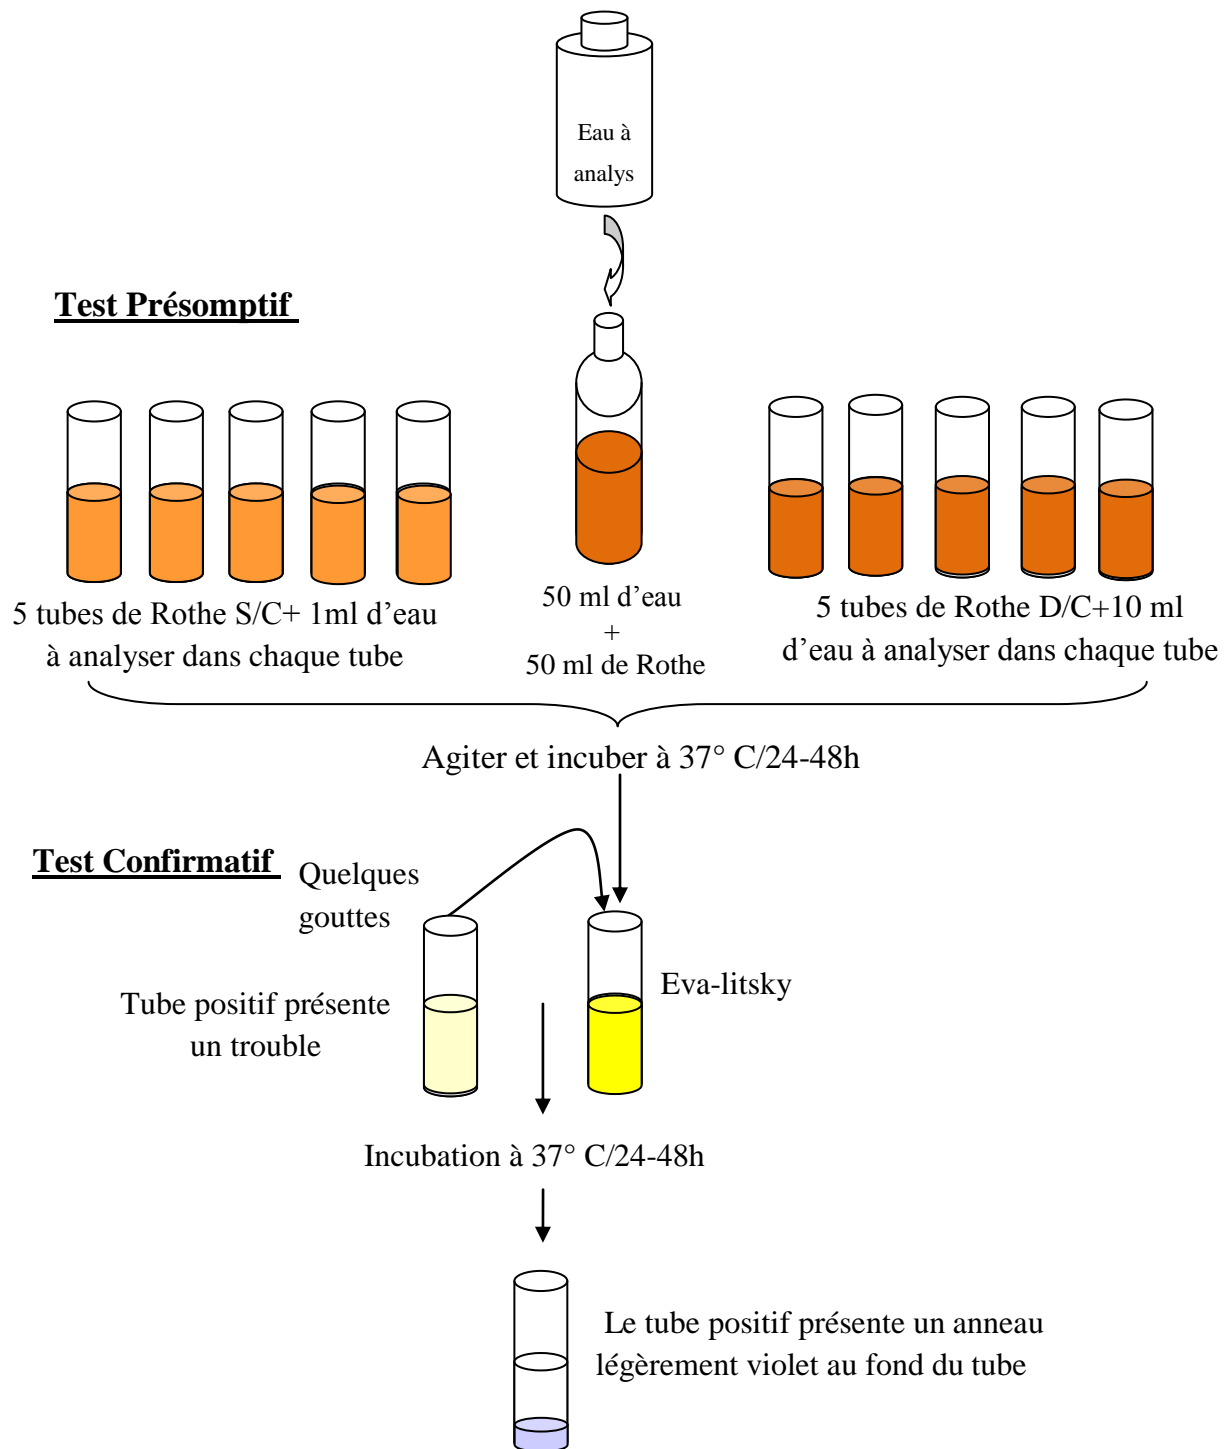 Eau à
analys
Test Présomptif
5 tubes de Rothe S/C+ 1ml d’eau
à analyser dans chaque tube
50 ml d’eau
+
50 ml de Rothe
5 tubes de Rothe D/C+10 ml
d’eau à analyser dans chaque tube
Agiter et incuber à 37° C/24-48h
Test Confirmatif
Quelques
gouttes
Tube positif présente
un trouble
Eva-litsky
Incubation à 37° C/24-48h
Le tube positif présente un anneau
légèrement violet au fond du tube